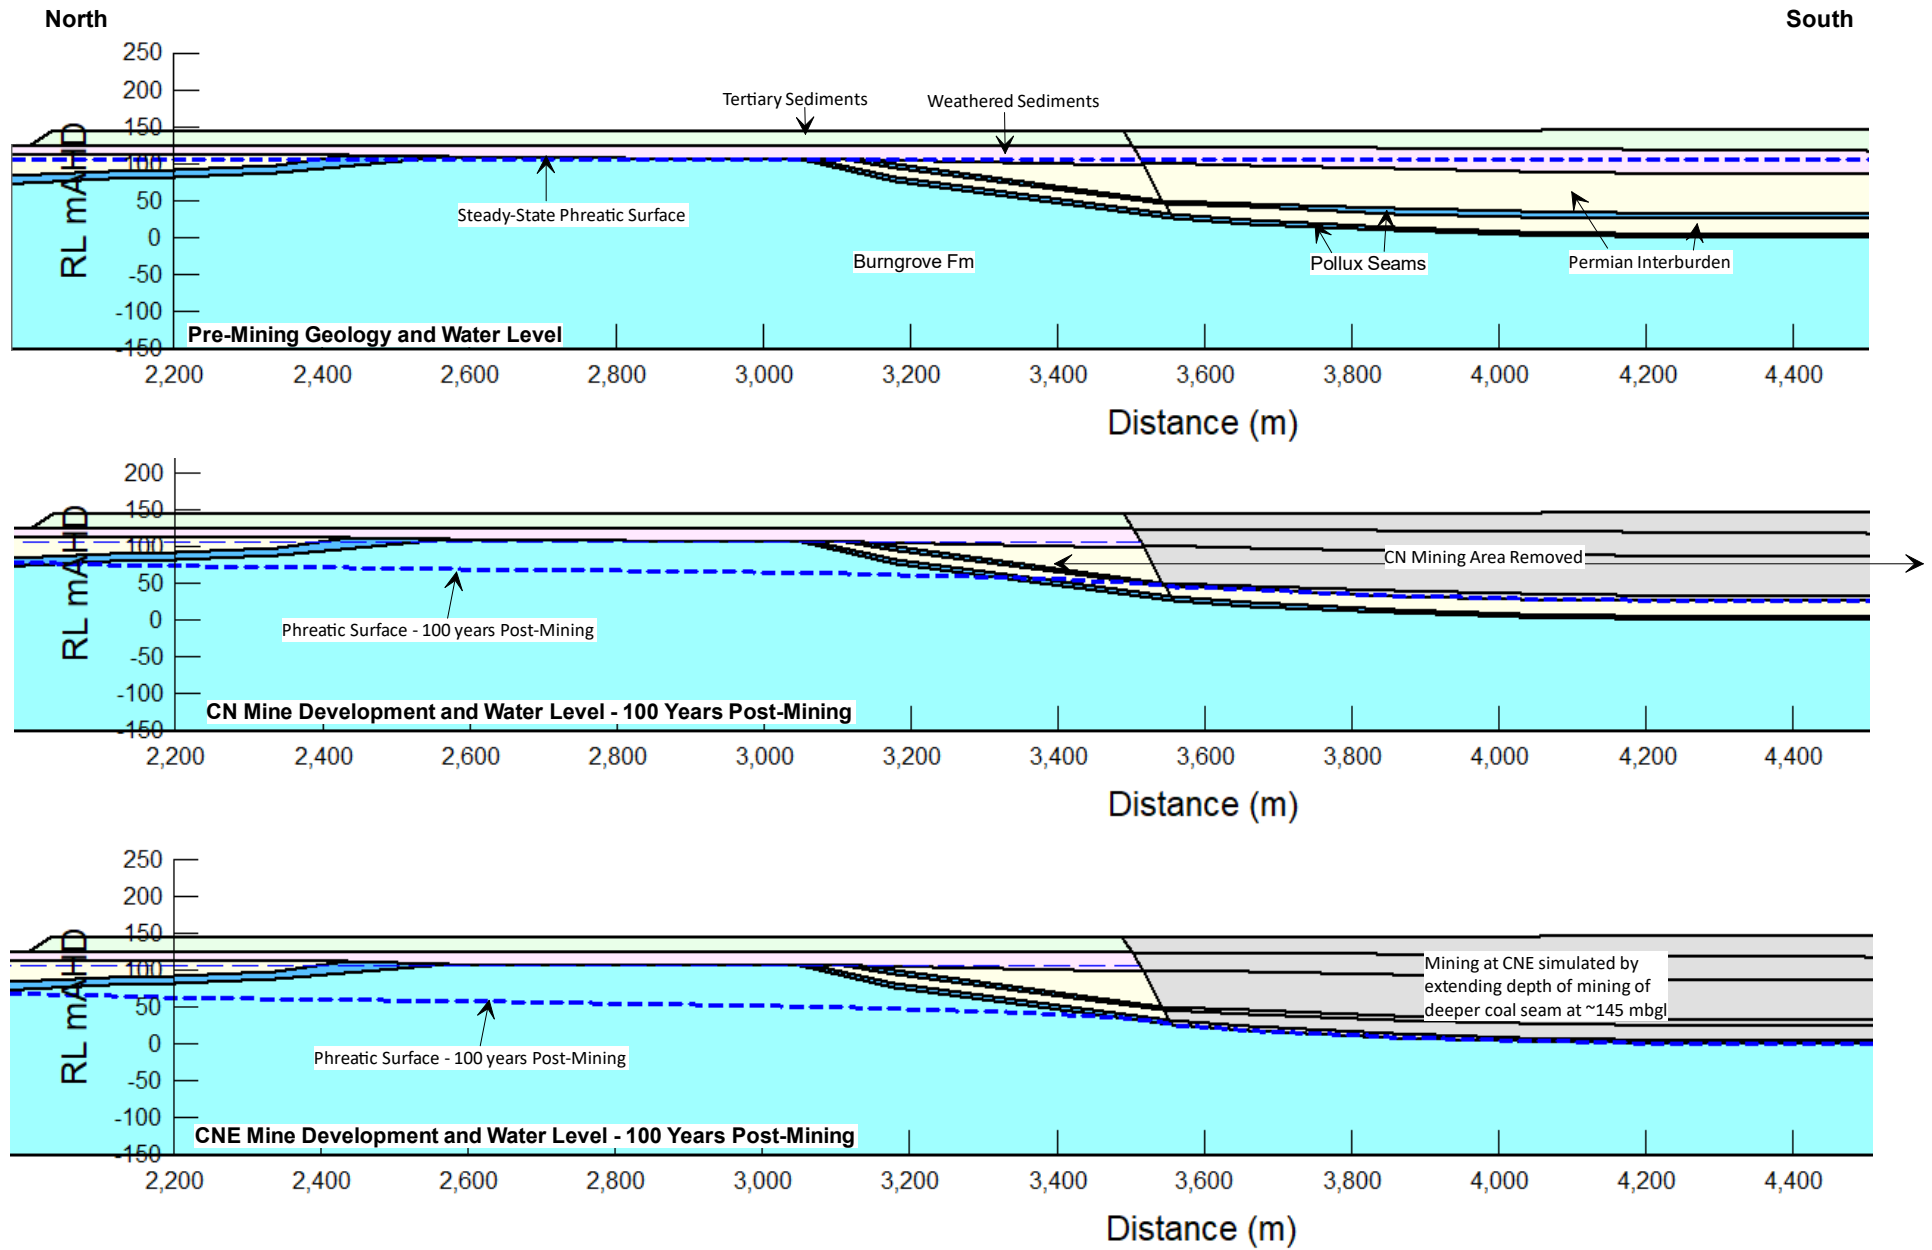 North
South
250
200
150
100
50
0
-50
-100
-150
RL mAHD
Tertiary Sediments
Weathered Sediments
Steady-State Phreatic Surface
Burngrove Fm
Pollux Seams
Permian Interburden
Pre-Mining Geology and Water Level
2,200 2,400 2,600 2,800 3,000 3,200 3,400 3,600 3,800 4,000 4,200 4,400
Distance (m)
200
150
100
50
0
-50
-100
-150
RL mAHD
CN Mining Area Removed
Phreatic Surface - 100 years Post-Mining
CN Mine Development and Water Level - 100 Years Post-Mining
2,200 2,400 2,600 2,800 3,000 3,200 3,400 3,600 3,800 4,000 4,200 4,400
Distance (m)
250
200
150
100
50
0
-50
-100
-150
RL mAHD
Mining at CNE simulated by
extending depth of mining of
deeper coal seam at ~145 mbgl
Phreatic Surface - 100 years Post-Mining
CNE Mine Development and Water Level - 100 Years Post-Mining
2,200 2,400 2,600 2,800 3,000 3,200 3,400 3,600 3,800 4,000 4,200 4,400
Distance (m)